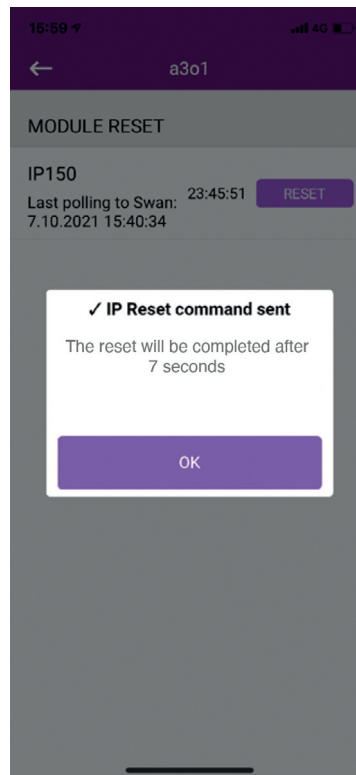 15:59
4G
a3o1
MODULE RESET
IP150
Last polling to Swan:
7.10.2021 15:40:34
23:45:51
RESET
✓ IP Reset command sent
The reset will be completed after
7 seconds
OK